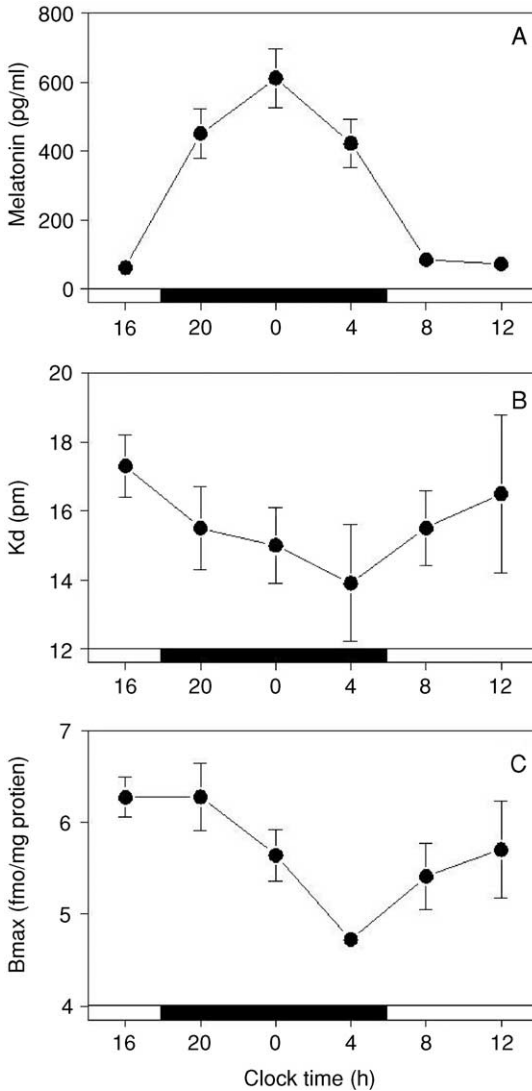 A
Melatonin (pg/ml)
800
600
400
200
0
16 20 0 4 8 12
B
Kd (pm)
20
18
16
14
12
16 20 0 4 8 12
C
Bmax (fmo/mg protien)
7
6
5
4
16 20 0 4 8 12
Clock time (h)